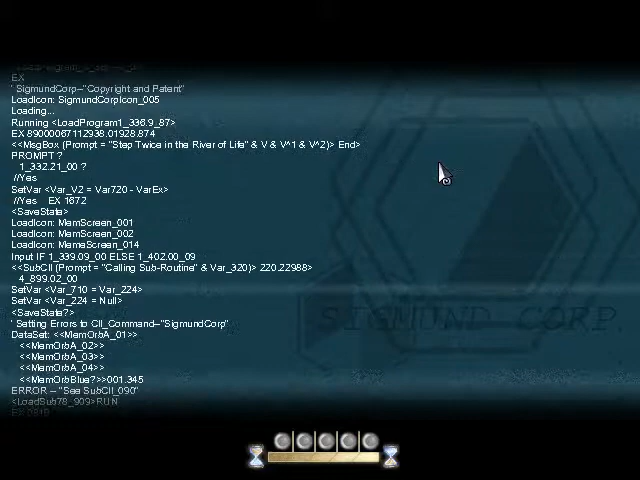 EX
' SigmundCorp--"Copyright and Patent"
LoadIcon: SigmundCorpIcon_005
Loading...
Running <LoadProgram1_336.9_87>
EX 89000067112938.01928.874
<<MsgBox (Prompt = "Step Twice in the River of Life" & V & V^1 & V^2)> End>
PROMPT ?
1_332.21_00 ?
//Yes
SetVar <Var_V2 = Var720 - VarEx>
//Yes EX 1672
<SaveState>
LoadIcon: MemScreen_001
LoadIcon: MemScreen_002
LoadIcon: MemeScreen_014
Input IF 1_339.09_00 ELSE 1_402.00_09
<<SubCll (Prompt = "Calling Sub-Routine" & Var_320)> 220.22988>
4_899.02_00
SetVar <Var_710 = Var_224>
SetVar <Var_224 = Null>
<SaveState?>
' Setting Errors to Cll_Command--"SigmundCorp"
DataSet: <<MemOrbA_01>>
<<MemOrbA_02>>
<<MemOrbA_03>>
<<MemOrbA_04>>
<<MemOrbBlue?>>001.345
ERROR -- "See SubCll_090"
<LoadSub78_909>RUN
SIGMUND CORP